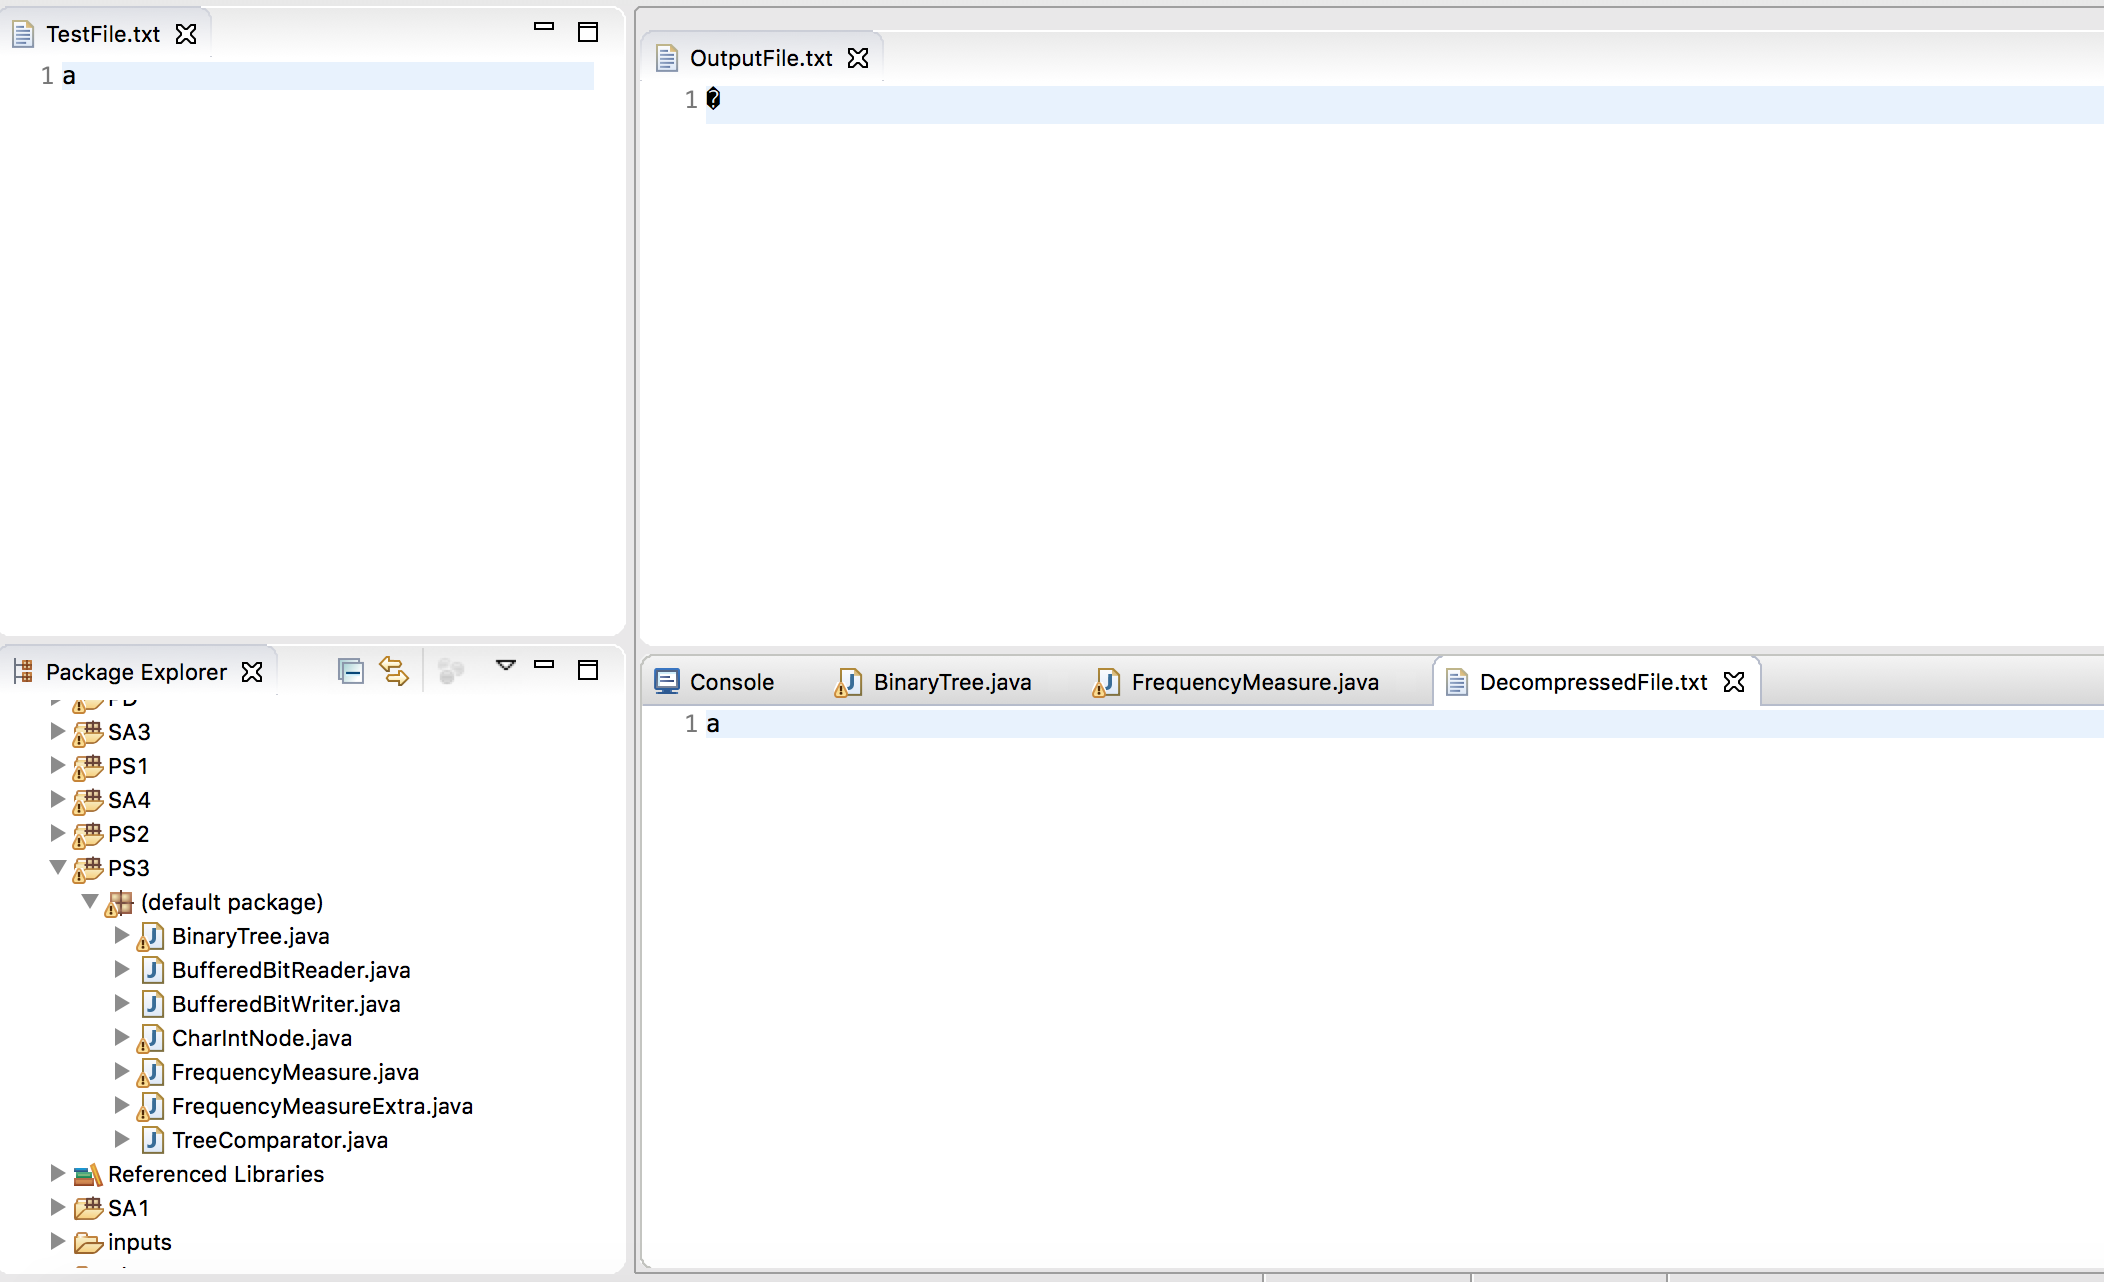 TestFile.txt
1 a
OutputFile.txt
1 �
Package Explorer
SA3
PS1
SA4
PS2
PS3
(default package)
BinaryTree.java
BufferedBitReader.java
BufferedBitWriter.java
CharIntNode.java
FrequencyMeasure.java
FrequencyMeasureExtra.java
TreeComparator.java
Referenced Libraries
SA1
inputs
Console BinaryTree.java FrequencyMeasure.java DecompressedFile.txt
1 a